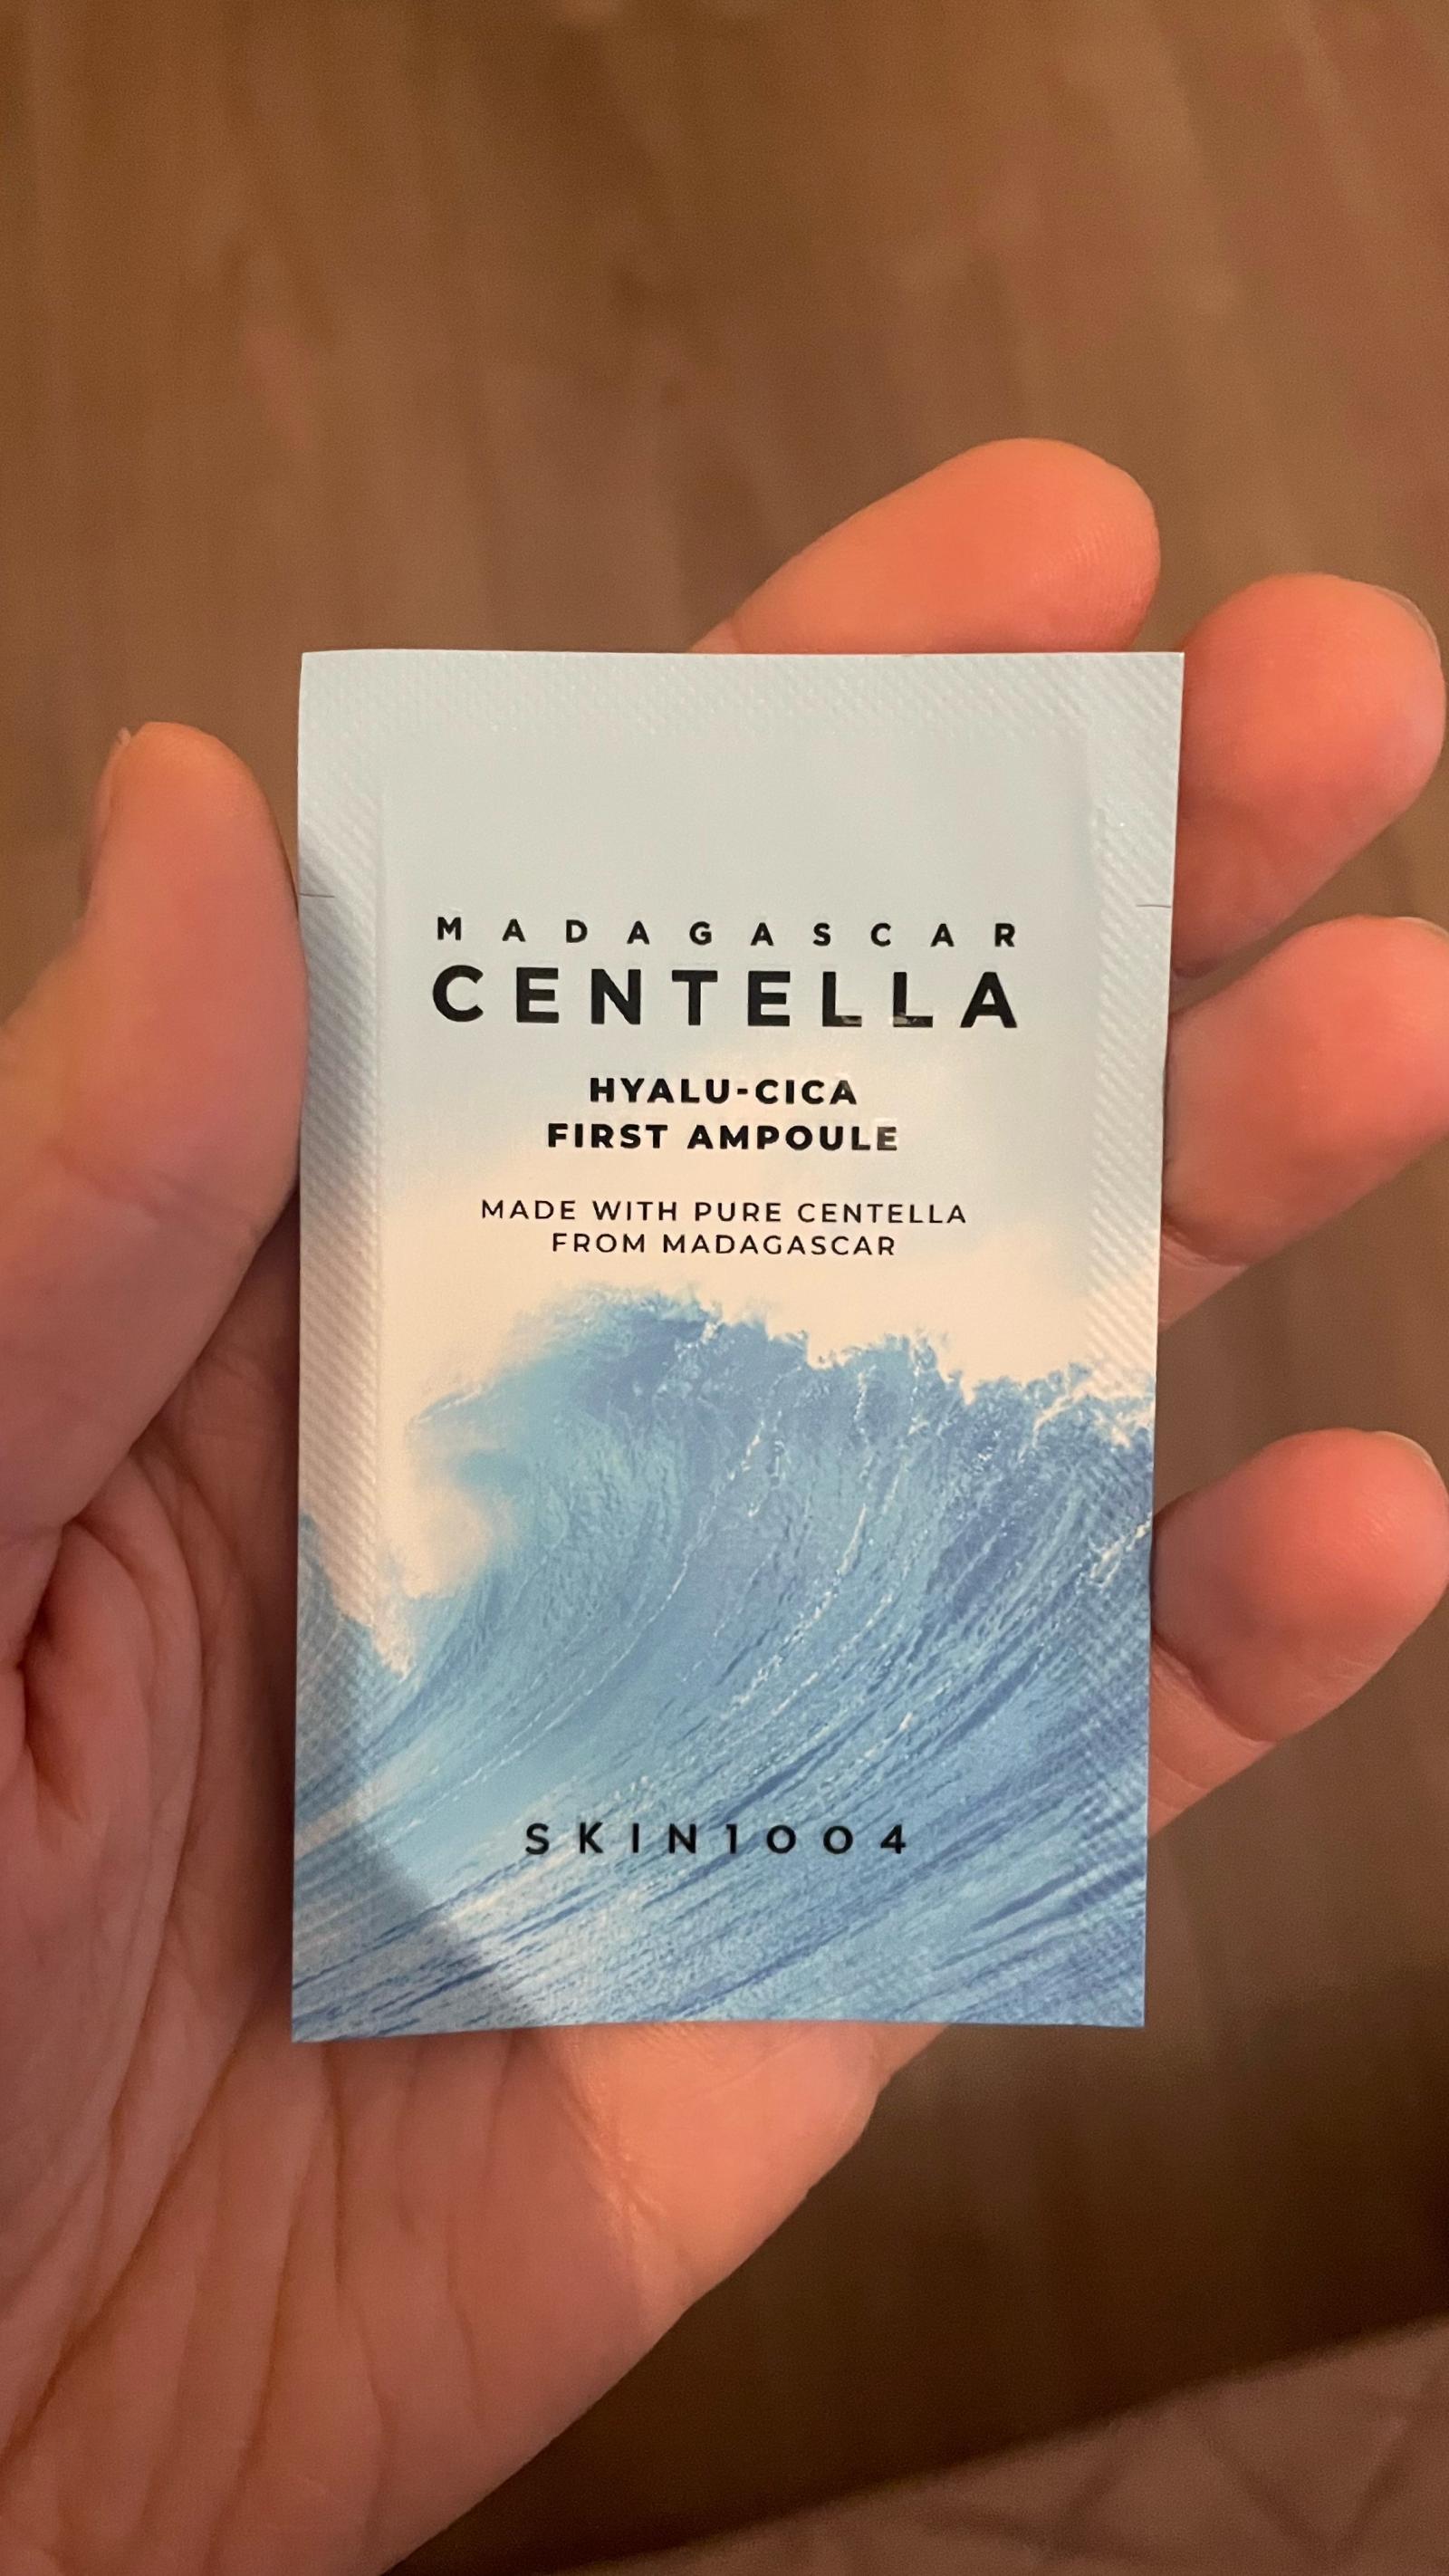 MADAGASCAR
CENTELLA
HYALU-CICA
FIRST AMPOULE
MADE WITH PURE CENTELLA
FROM MADAGASCAR
SKIN1004